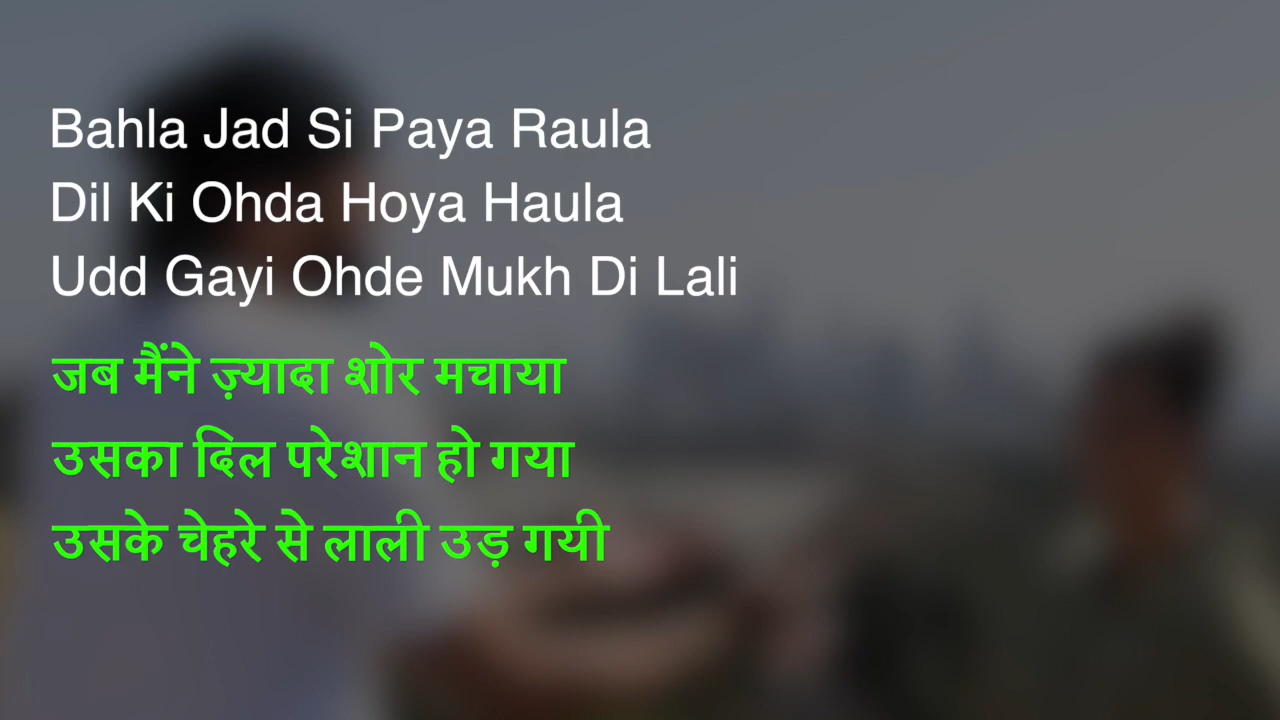 Bahla Jad Si Paya Raula
Dil Ki Ohda Hoya Haula
Udd Gayi Ohde Mukh Di Lali
जब मैंने ज़्यादा शोर मचाया
उसका दिल परेशान हो गया
उसके चेहरे से लाली उड़ गयी